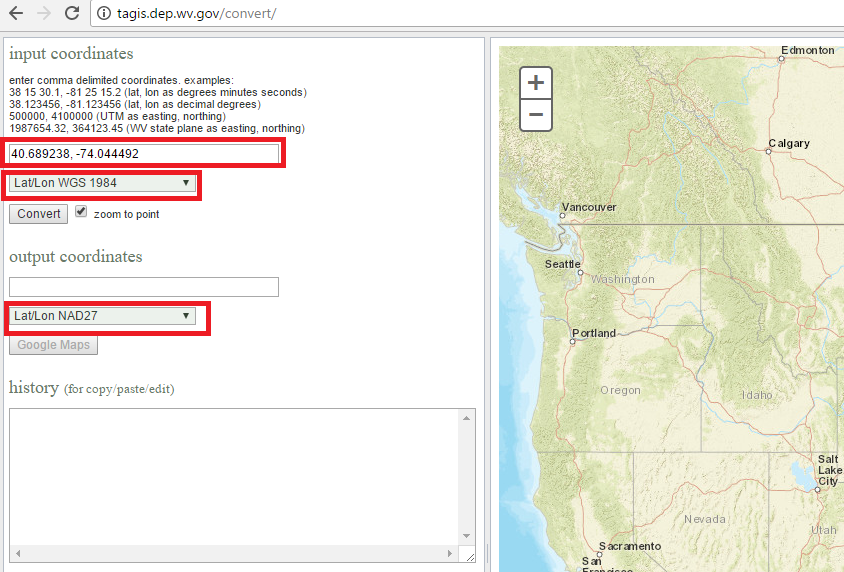 tagis.dep.wv.gov/convert/
input coordinates
enter comma delimited coordinates. examples:
38 15 30.1, -81 25 15.2 (lat, lon as degrees minutes seconds)
38.123456, -81.123456 (lat, lon as decimal degrees)
500000, 4100000 (UTM as easting, northing)
1987654.32, 364123.45 (WV state plane as easting, northing)
40.689238, -74.044492
Lat/Lon WGS 1984
Convert
zoom to point
output coordinates
Lat/Lon NAD27
Google Maps
history (for copy/paste/edit)
+
−
Edmonton
Calgary
Vancouver
Seattle
Washington
Portland
Oregon
Idaho
Salt
Lake
City
Nevada
Utah
Sacramento
San
Francisco